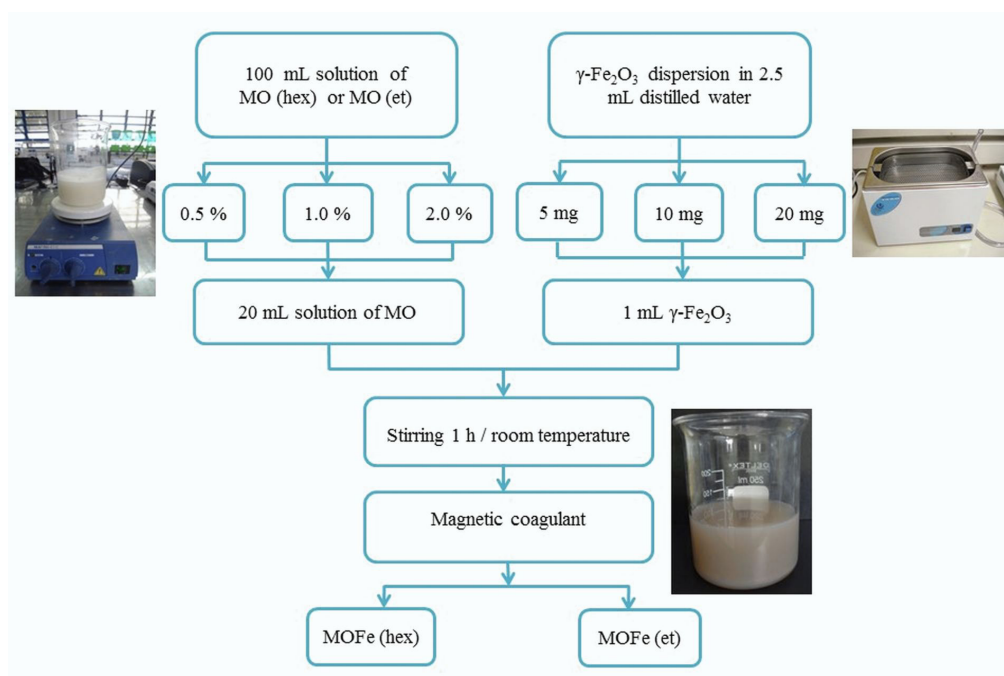 100 mL solution of
MO (hex) or MO (et)
γ-Fe₂O₃ dispersion in 2.5
mL distilled water
0.5 %
1.0 %
2.0 %
5 mg
10 mg
20 mg
20 mL solution of MO
1 mL γ-Fe₂O₃
Stirring 1 h / room temperature
Magnetic coagulant
250 ml
MOFe (hex)
MOFe (et)